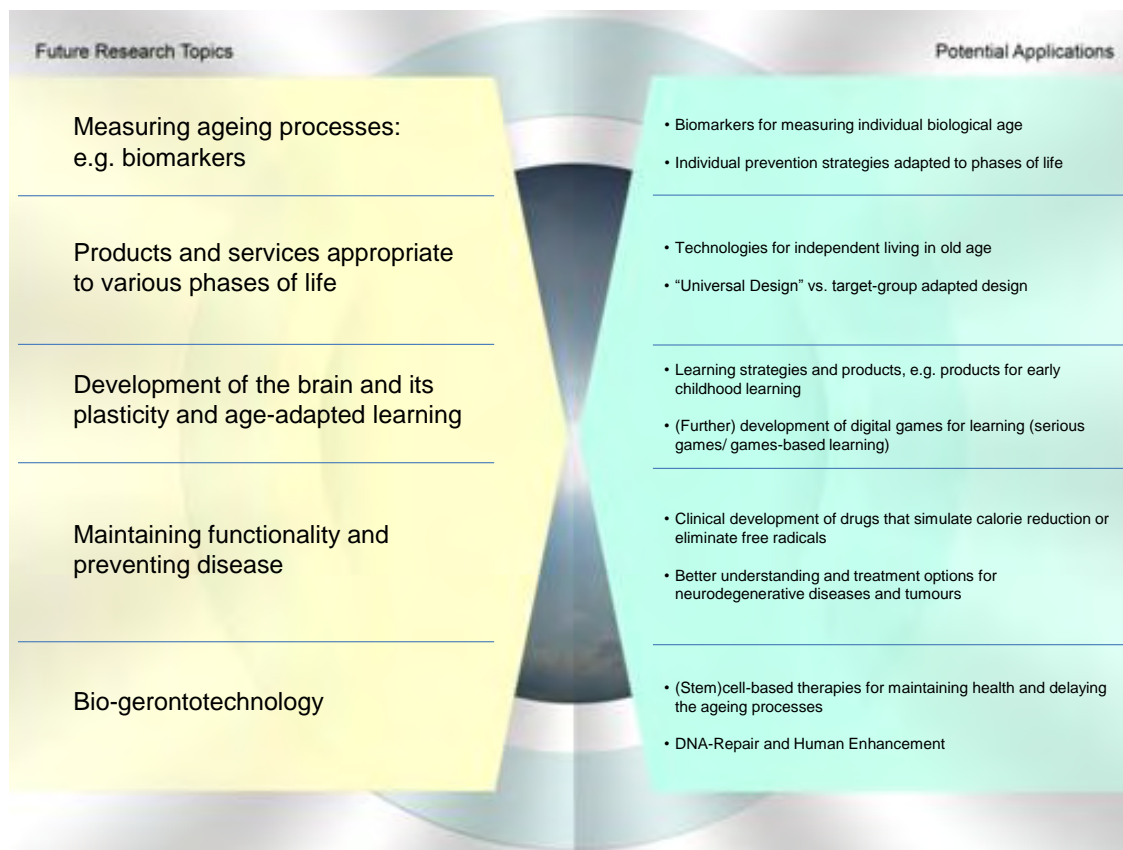 Future Research Topics
Potential Applications
Measuring ageing processes:
e.g. biomarkers
• Biomarkers for measuring individual biological age
• Individual prevention strategies adapted to phases of life
Products and services appropriate
to various phases of life
• Technologies for independent living in old age
• “Universal Design” vs. target-group adapted design
Development of the brain and its
plasticity and age-adapted learning
• Learning strategies and products, e.g. products for early
childhood learning
• (Further) development of digital games for learning (serious
games/ games-based learning)
Maintaining functionality and
preventing disease
• Clinical development of drugs that simulate calorie reduction or
eliminate free radicals
• Better understanding and treatment options for
neurodegenerative diseases and tumours
Bio-gerontotechnology
• (Stem)cell-based therapies for maintaining health and delaying
the ageing processes
• DNA-Repair and Human Enhancement